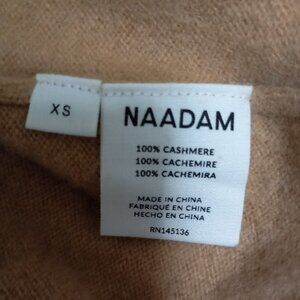 XS
NAADAM
100% CASHMERE
100% CACHEMIRE
100% CACHEMIRA
MADE IN CHINA
FABRIQUÉ EN CHINE
HECHO EN CHINA
RN145136